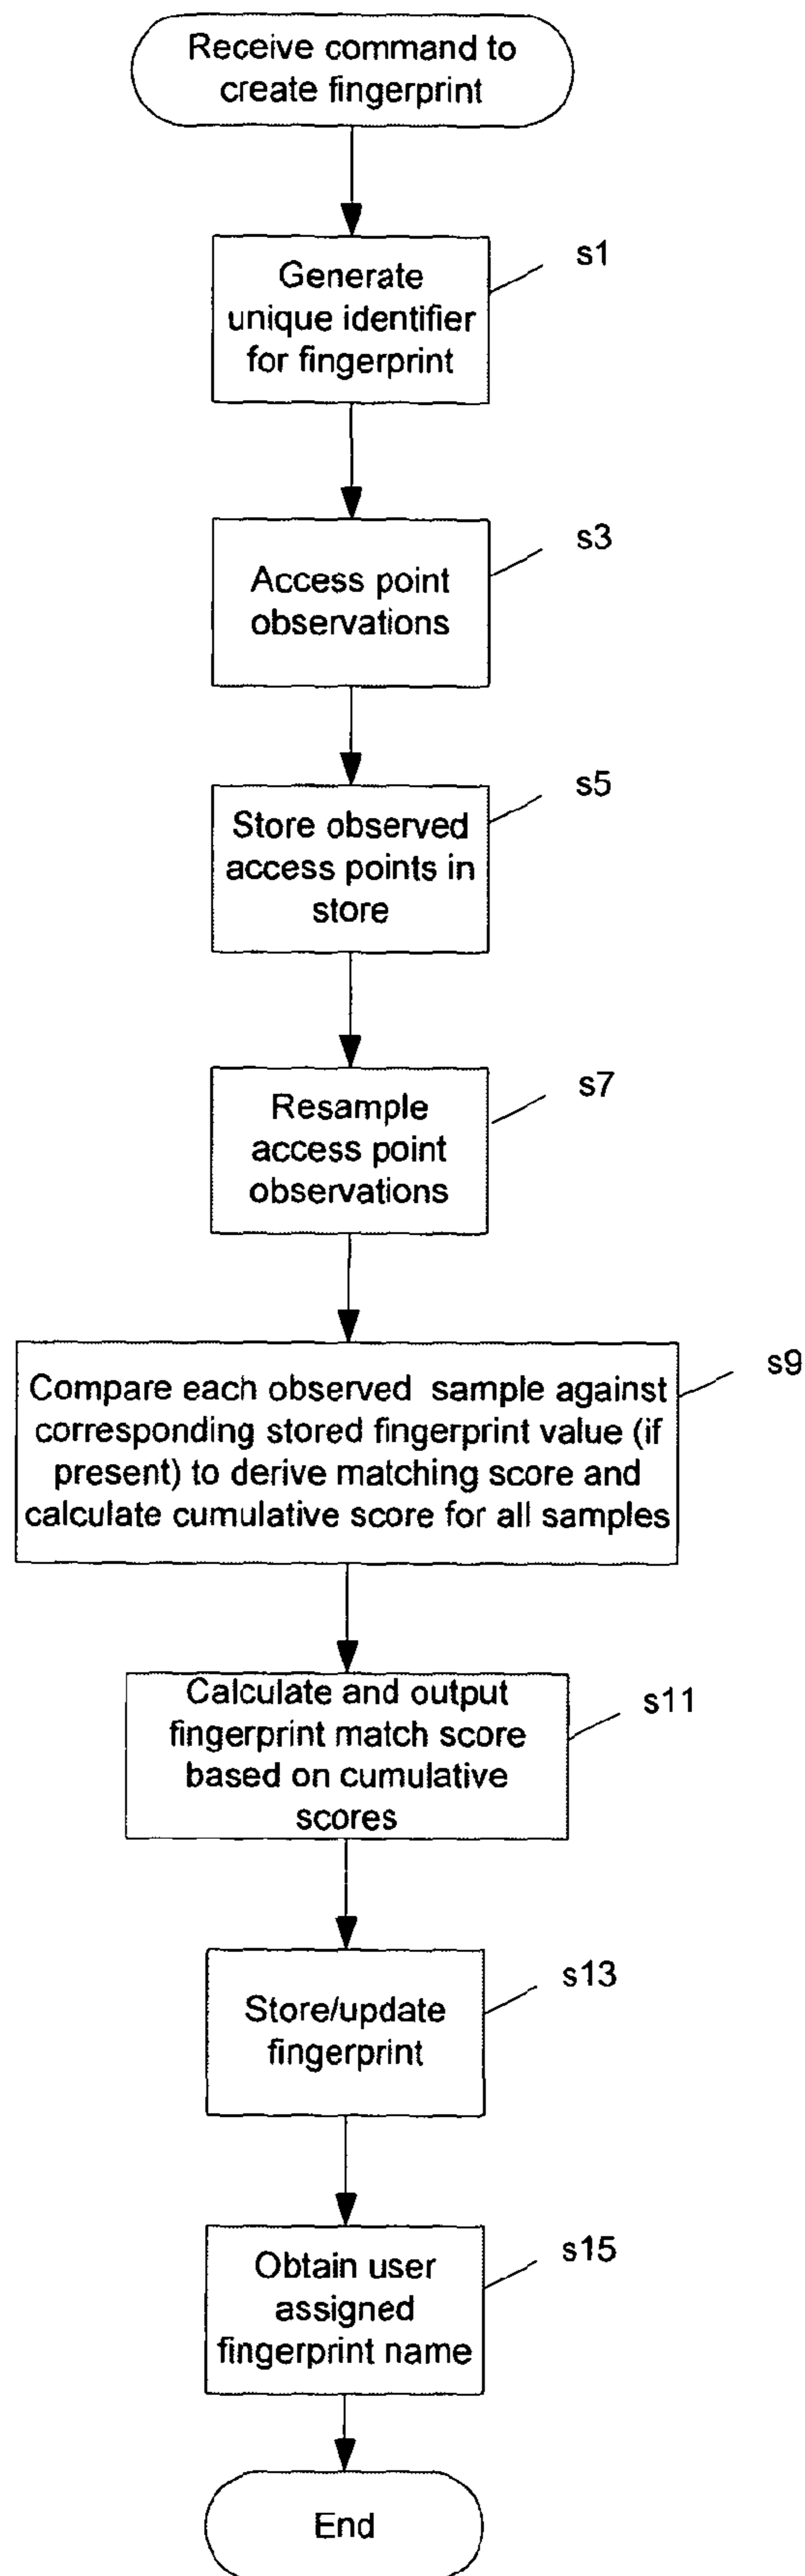 Receive command to
create fingerprint
s1
Generate
unique identifier
for fingerprint
s3
Access point
observations
s5
Store observed
access points in
store
s7
Resample
access point
observations
s9
Compare each observed sample against
corresponding stored fingerprint value (if
present) to derive matching score and
calculate cumulative score for all samples
s11
Calculate and output
fingerprint match score
based on cumulative
scores
s13
Store/update
fingerprint
s15
Obtain user
assigned
fingerprint name
End